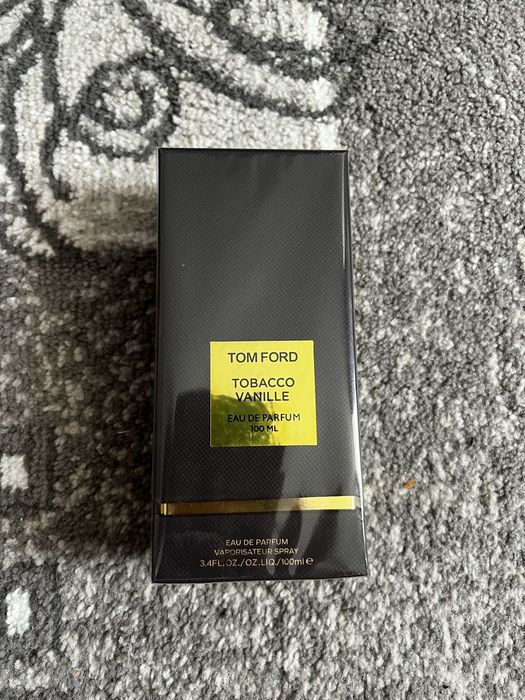 TOM FORD
TOBACCO
VANILLE
EAU DE PARFUM
100 ML
EAU DE PARFUM
VAPORISATEUR SPRAY
3.4FL.OZ./OZ.LIQ./100ml ℮